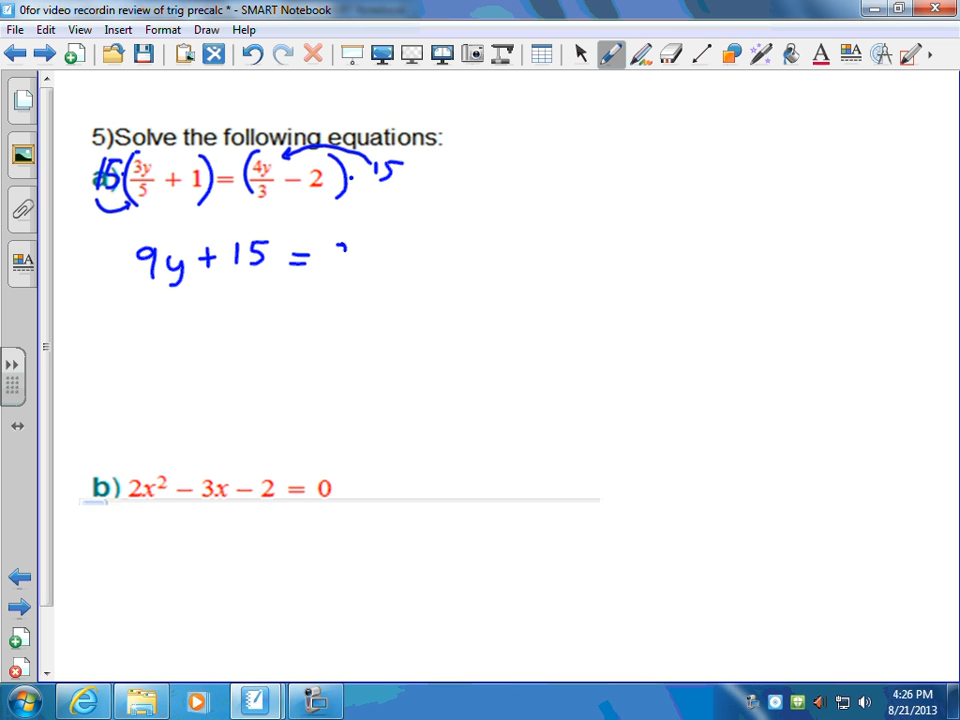 0for video recordin review of trig precalc * - SMART Notebook
File Edit View Insert Format Draw Help
5)Solve the following equations:
15(3y/5 + 1) = (4y/3 − 2) · 15
9y + 15 =
b) 2x² − 3x − 2 = 0
4:26 PM
8/21/2013